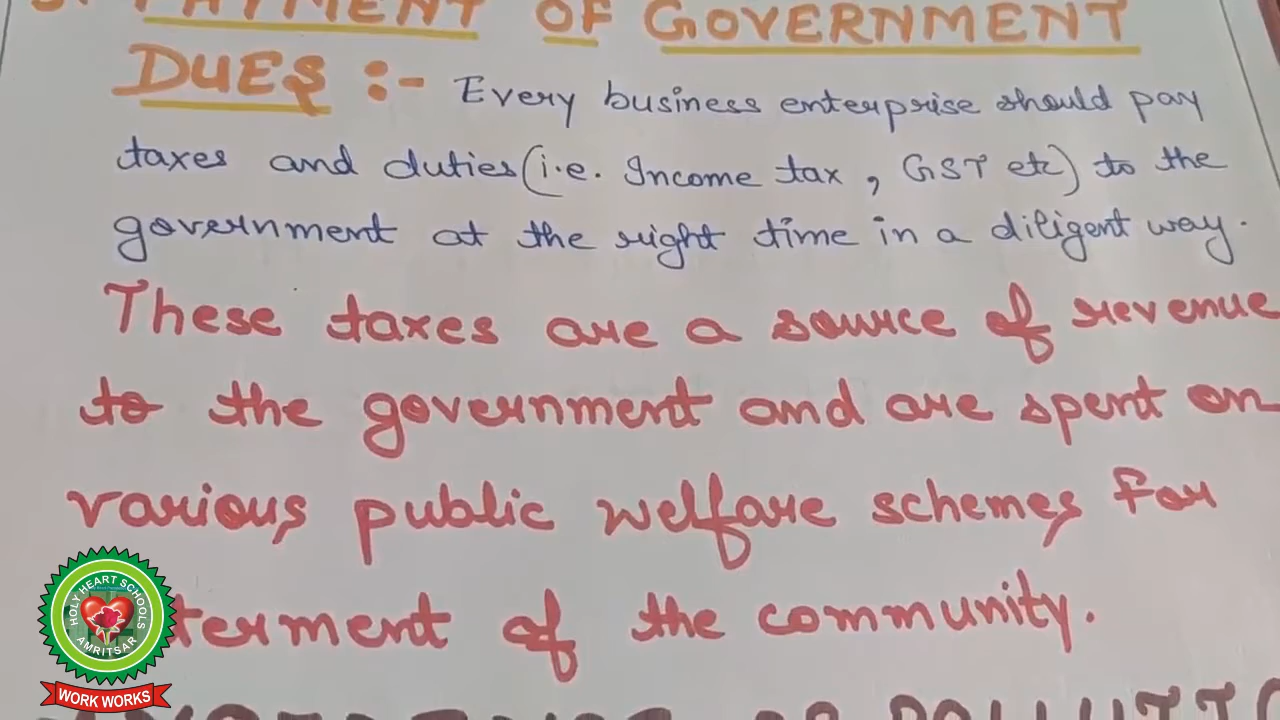 PAYMENT OF GOVERNMENT
DUES :- Every business enterprise should pay
taxes and duties (i.e. Income tax, GST etc) to the
government at the right time in a diligent way.
These taxes are a source of revenue
to the government and are spent on
various public welfare schemes for
terment of the community.
HOLY HEART SCHOOLS
AMRITSAR
WORK WORKS
OF POLLUTIO